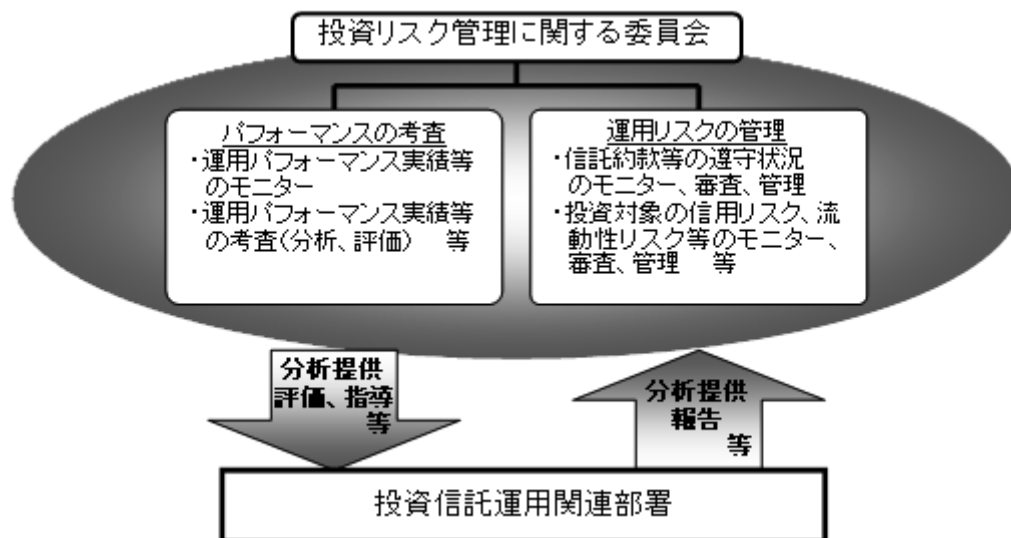 投資リスク管理に関する委員会
パフォーマンスの考査
・運用パフォーマンス実績等
のモニター
・運用パフォーマンス実績等
の考査(分析、評価) 等
運用リスクの管理
・信託約款等の遵守状況
のモニター、審査、管理
・投資対象の信用リスク、流
動性リスク等のモニター、
審査、管理 等
分析提供
評価、指導
等
分析提供
報告
等
投資信託運用関連部署